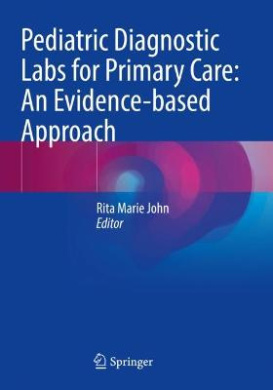 Pediatric Diagnostic
Labs for Primary Care:
An Evidence-based
Approach
Rita Marie John
Editor
Springer